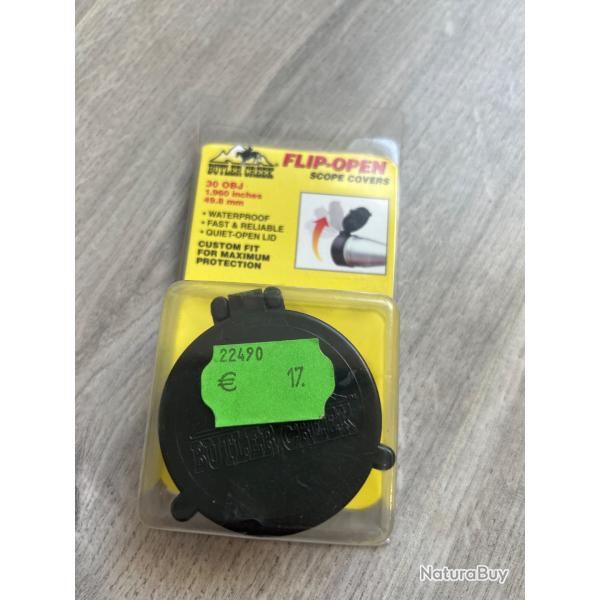 BUTLER CREEK
FLIP-OPEN
SCOPE COVERS
30 OBJ
1.960 inches
49.8 mm
• WATERPROOF
• FAST & RELIABLE
• QUIET-OPEN LID
CUSTOM FIT
FOR MAXIMUM
PROTECTION
22490
€ 17.
BUTLER CREEK
NaturaBuy